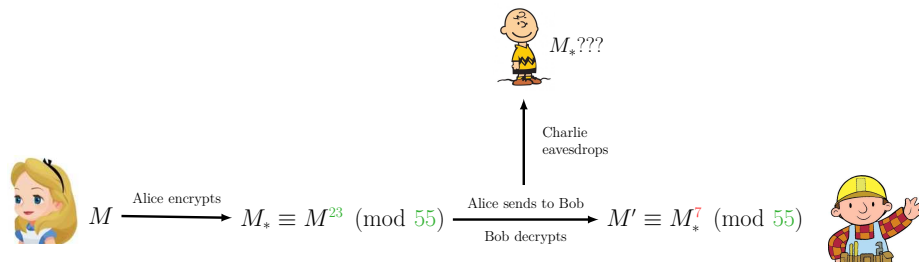 M_*???
Charlie
eavesdrops
Alice encrypts
M
M_* ≡ M^{23} (mod 55)
Alice sends to Bob
Bob decrypts
M' ≡ M_*^7 (mod 55)